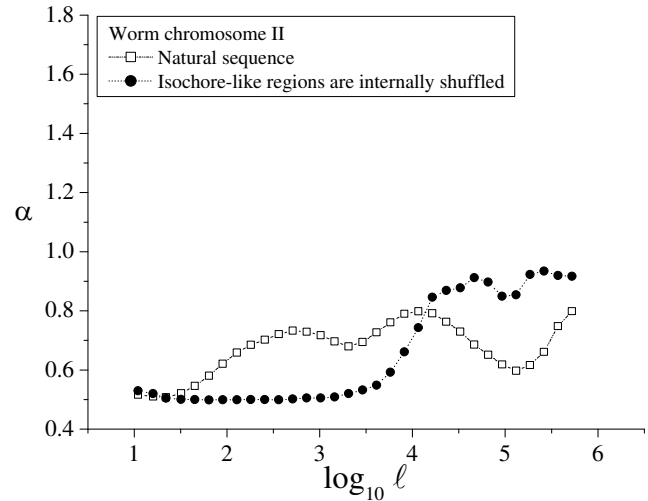 1.8
Worm chromosome II
Natural sequence
Isochore-like regions are internally shuffled
1.6
1.4
1.2
α
1.0
0.8
0.6
0.4
1 2 3 4 5 6
log10 ℓ